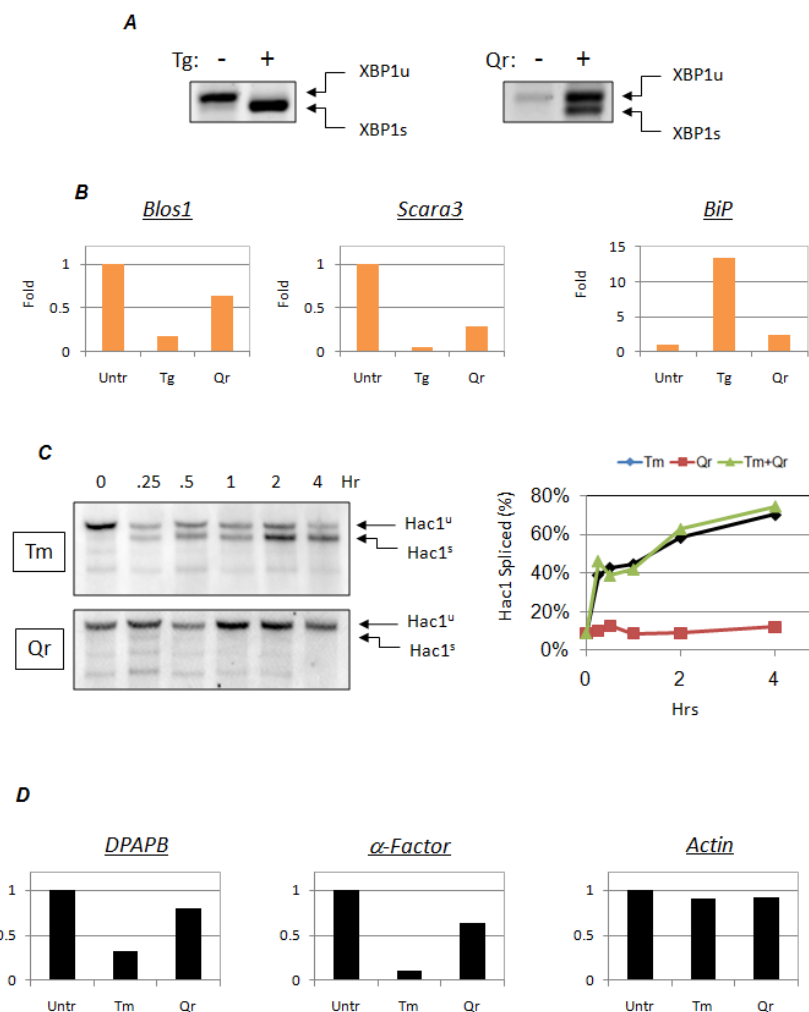 A
Tg: - +
XBP1u
XBP1s
Qr: - +
XBP1u
XBP1s
B
Blos1
Fold
1
0.5
0
Untr Tg Qr
Scara3
Fold
1
0.5
0
Untr Tg Qr
BiP
Fold
15
10
5
0
Untr Tg Qr
C
0 .25 .5 1 2 4 Hr
Tm
Hac1ᵘ
Hac1ˢ
Qr
Hac1ᵘ
Hac1ˢ
Tm Qr Tm+Qr
Hac1 Spliced (%)
80%
60%
40%
20%
0%
0 2 4
Hrs
D
DPAPB
1
0.5
0
Untr Tm Qr
α-Factor
1
0.5
0
Untr Tm Qr
Actin
1
0.5
0
Untr Tm Qr